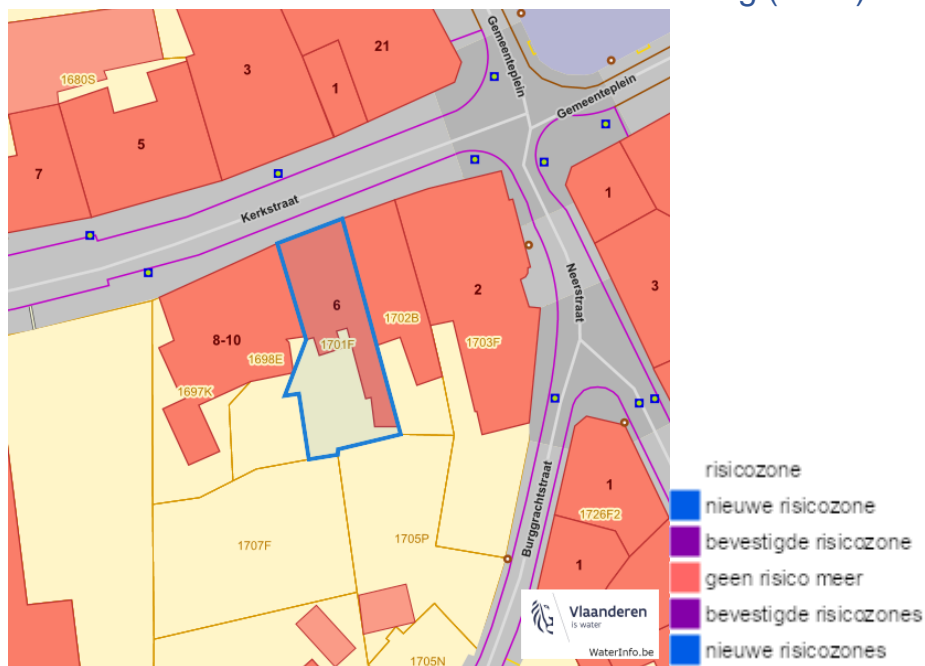 21
3
1680S
1
Gemeenteplein
Gemeenteplein
5
7
1
Kerkstraat
Neerstraat
3
2
6
1702B
8-10
1701F
1703F
1698E
1697K
1
1726F2
Burggrachtstraat
1707F
1705P
1
1
Vlaanderen
is water
WaterInfo.be
1705N
risicozone
nieuwe risicozone
bevestigde risicozone
geen risico meer
bevestigde risicozones
nieuwe risicozones